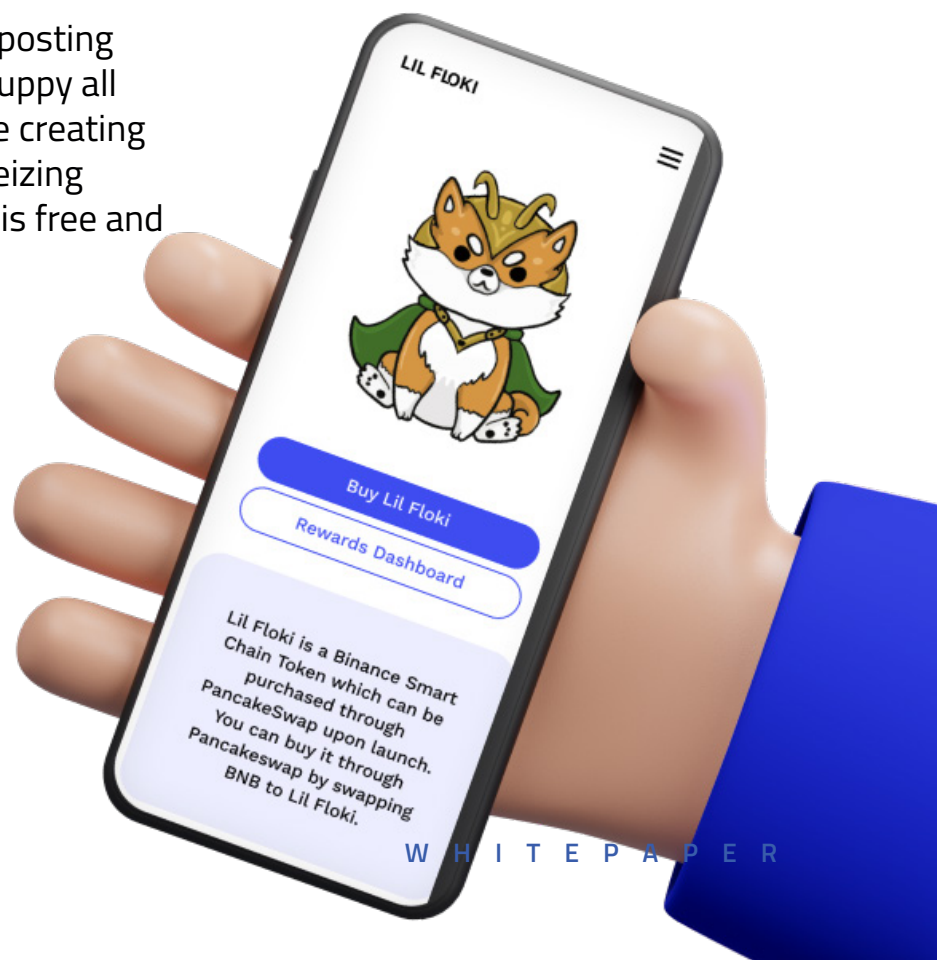 posting
uppy all
e creating
eizing
is free and
LIL FLOKI
Buy Lil Floki
Rewards Dashboard
Lil Floki is a Binance Smart
Chain Token which can be
purchased through
PancakeSwap upon launch.
You can buy it through
Pancakeswap by swapping
BNB to Lil Floki.
WHITEPAPER